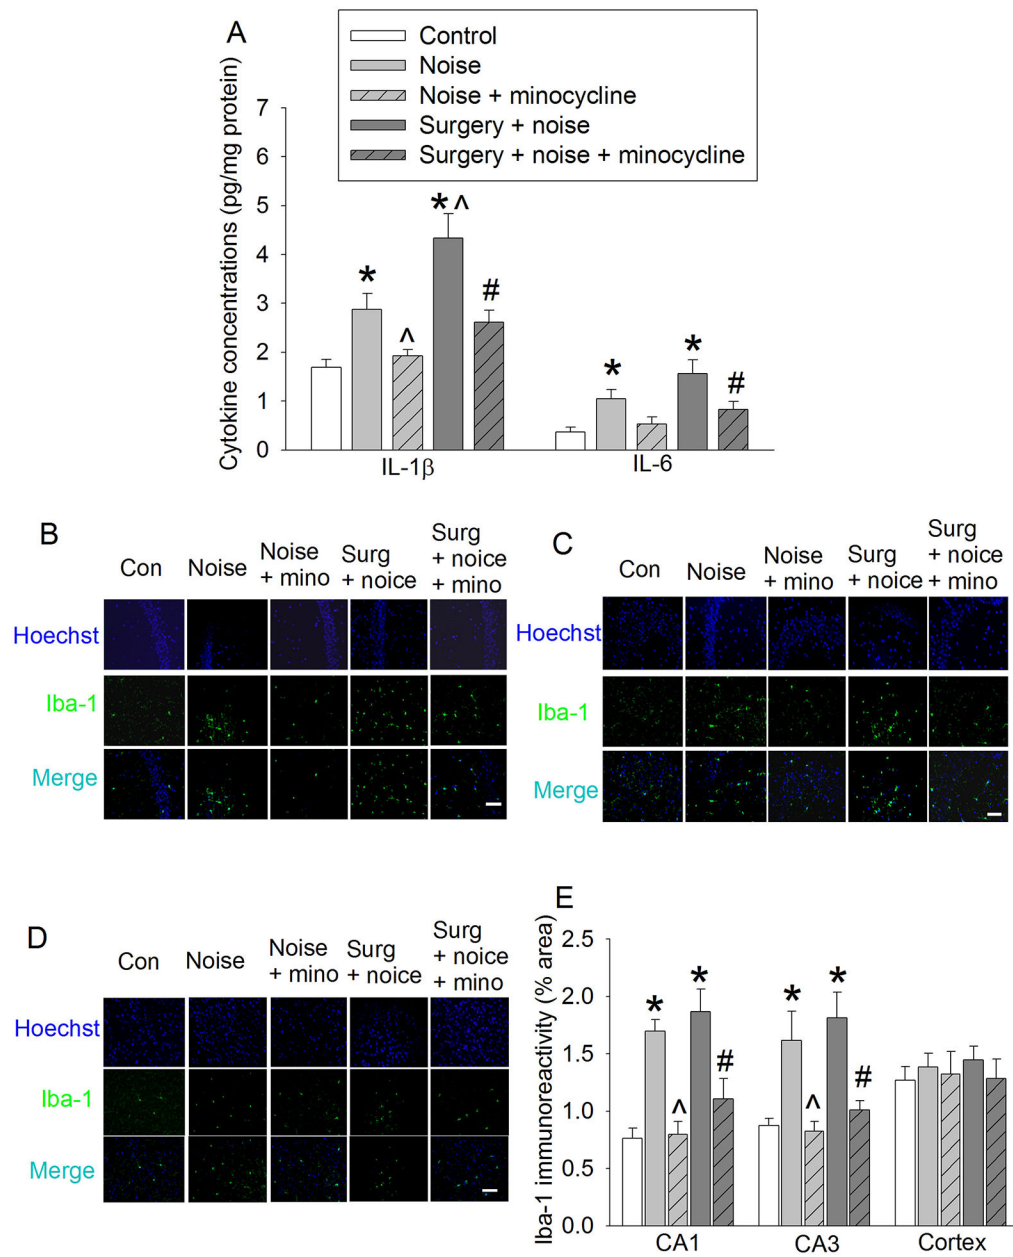 A
Control
Noise
Noise + minocycline
Surgery + noise
Surgery + noise + minocycline
Cytokine concentrations (pg/mg protein)
7
6
5
4
3
2
1
0
* ^ * ^ #
* * #
IL-1β
IL-6
B
Con
Noise
Noise
+ mino
Surg
+ noice
Surg
+ noice
+ mino
Hoechst
Iba-1
Merge
C
Con
Noise
Noise
+ mino
Surg
+ noice
Surg
+ noice
+ mino
Hoechst
Iba-1
Merge
D
Con
Noise
Noise
+ mino
Surg
+ noice
Surg
+ noice
+ mino
Hoechst
Iba-1
Merge
E
Iba-1 immunoreactivity (% area)
2.5
2.0
1.5
1.0
0.5
0.0
* ^ * #
* ^ * #
CA1
CA3
Cortex